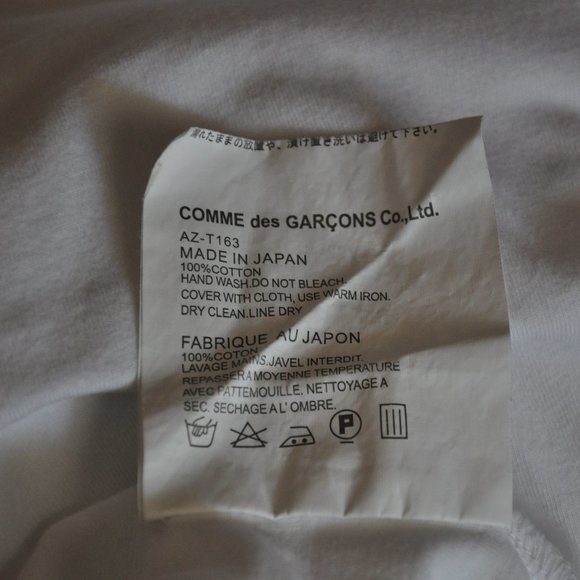 濡れたままの放置や、漬け置き洗いは避けて下さい。
COMME des GARÇONS Co.,Ltd.
AZ-T163
MADE IN JAPAN
100%COTTON
HAND WASH.DO NOT BLEACH.
COVER WITH CLOTH, USE WARM IRON.
DRY CLEAN.LINE DRY
FABRIQUE AU JAPON
100%COTON
LAVAGE MAINS.JAVEL INTERDIT.
REPASSER A MOYENNE TEMPERATURE
AVEC PATTEMOUILLE. NETTOYAGE A
SEC. SECHAGE A L' OMBRE.
P